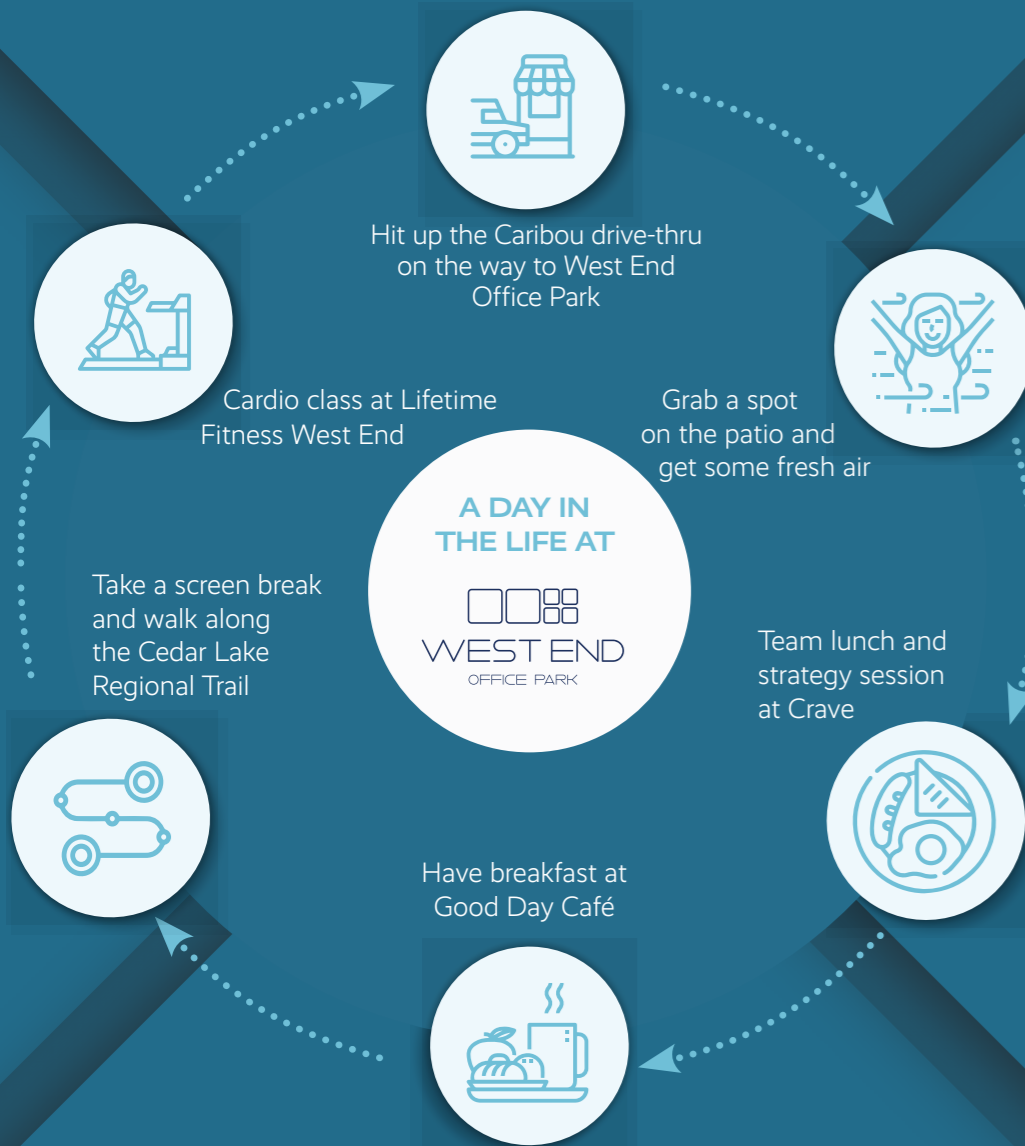 Hit up the Caribou drive-thru
on the way to West End
Office Park
Cardio class at Lifetime
Fitness West End
Grab a spot
on the patio and
get some fresh air
A DAY IN
THE LIFE AT
WEST END
OFFICE PARK
Take a screen break
and walk along
the Cedar Lake
Regional Trail
Team lunch and
strategy session
at Crave
Have breakfast at
Good Day Café